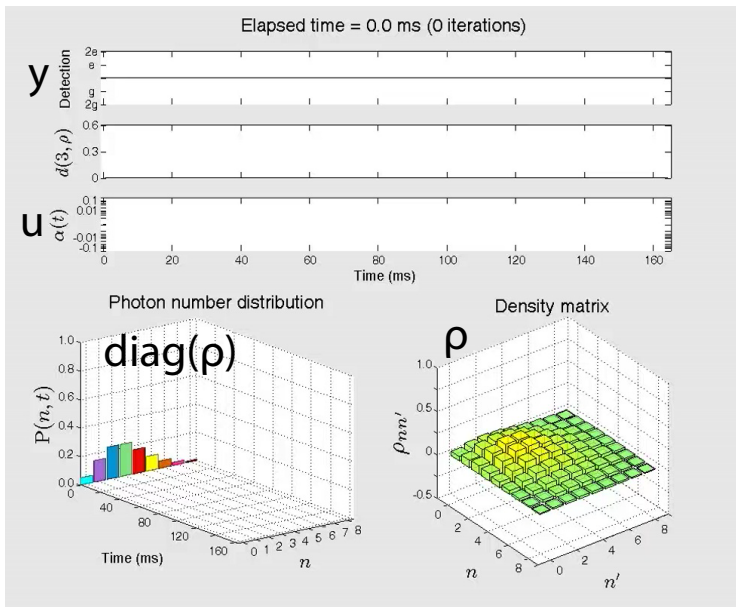 Elapsed time = 0.0 ms (0 iterations)
y
Detection
2e
e
g
2g
d(3, ρ)
0.6
0.3
0
u
α(t)
0.1
0.01
-0.01
-0.1
0 20 40 60 80 100 120 140 160
Time (ms)
Photon number distribution
diag(ρ)
P(n, t)
1.0
0.8
0.6
0.4
0.2
0.0
0 40 80 120 160
Time (ms)
0 1 2 3 4 5 6 7 8
n
Density matrix
ρ
ρnn′
1.0
0.5
0
-0.5
0 2 4 6 8
n
0 2 4 6 8
n′